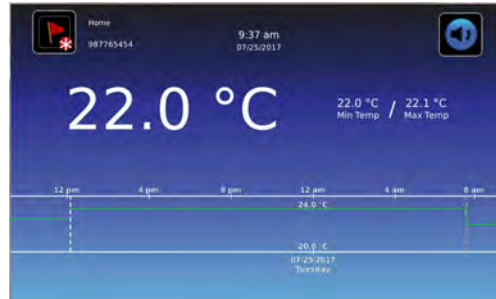 Home
987765454
9:37 am
07/25/2017
22.0 °C
22.0 °C / 22.1 °C
Min Temp Max Temp
12 pm 4 pm 8 pm 12 am 4 am 8 am
24.0 °C
20.0 °C
07/25/2017
Tuesday